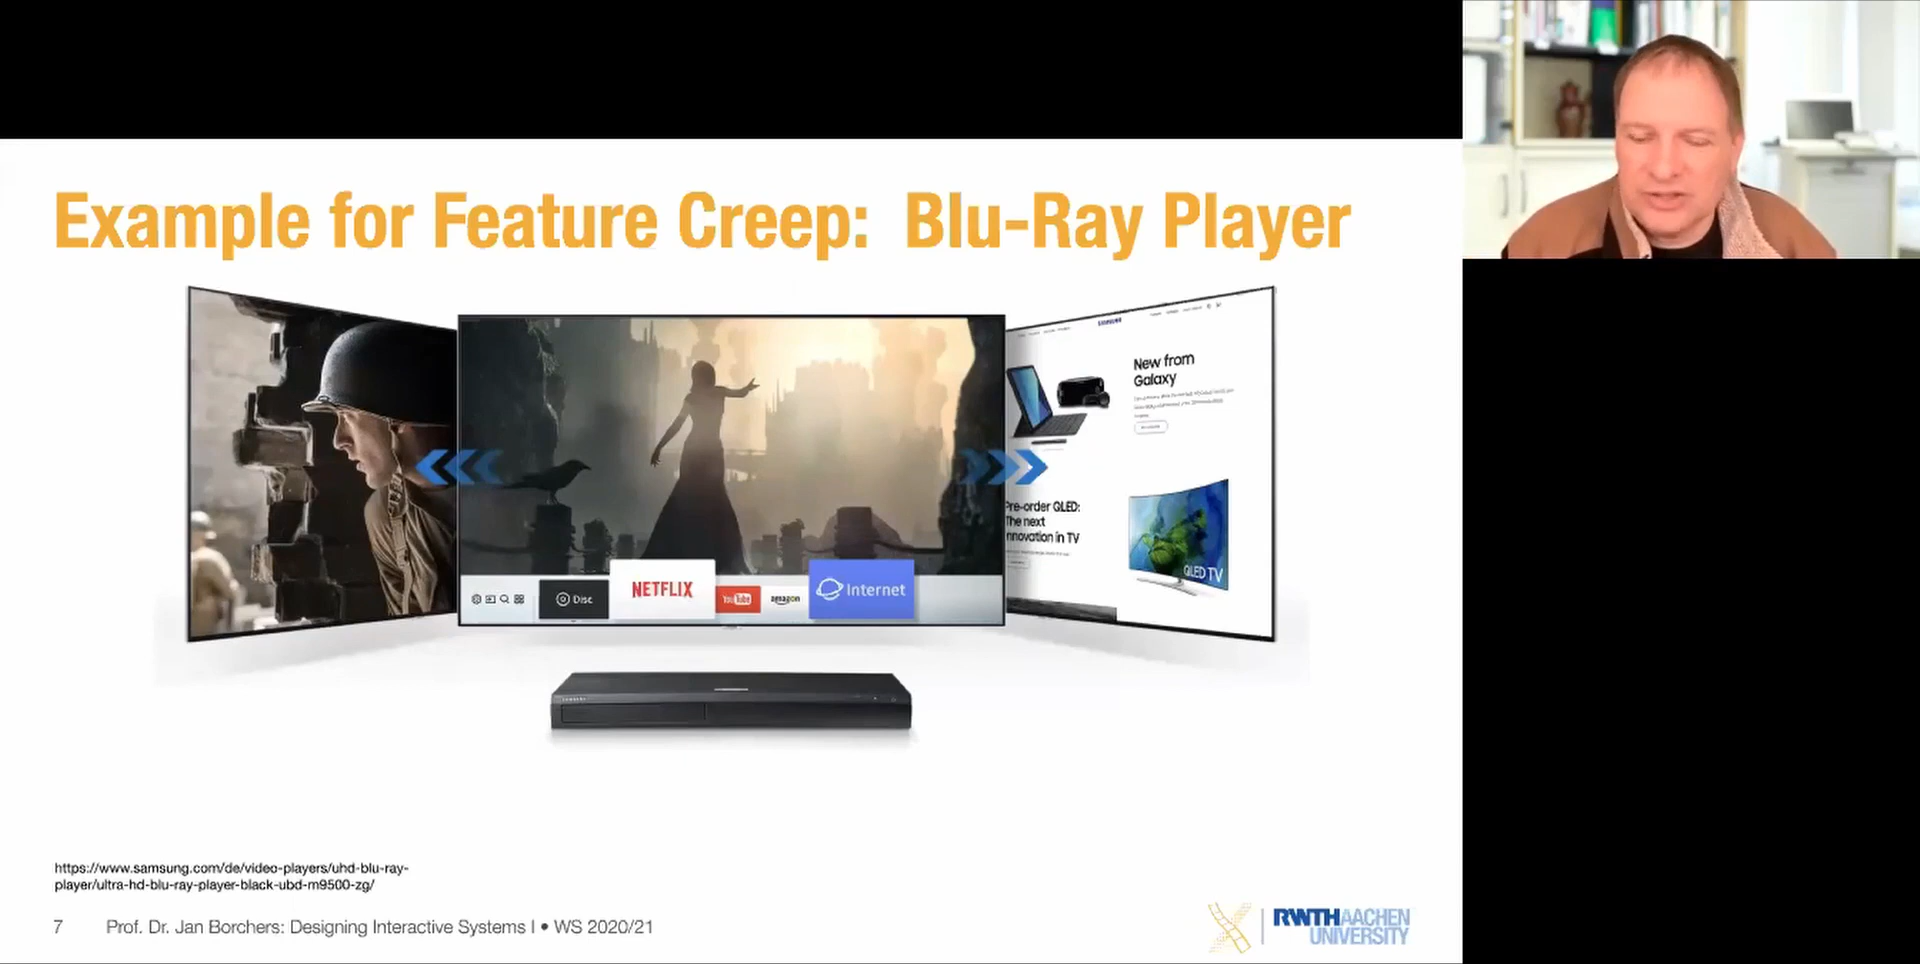 Example for Feature Creep: Blu-Ray Player
SAMSUNG
New from
Galaxy
Pre-order QLED:
The next
innovation in TV
QLED TV
Disc
NETFLIX
YouTube
amazon
Internet
https://www.samsung.com/de/video-players/uhd-blu-ray-
player/ultra-hd-blu-ray-player-black-ubd-m9500-zg/
7 Prof. Dr. Jan Borchers: Designing Interactive Systems I • WS 2020/21
RWTHAACHEN
UNIVERSITY